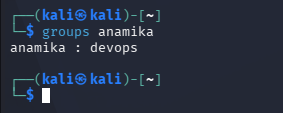 ┌──(kali㉿kali)-[~]
└─$ groups anamika
anamika : devops
┌──(kali㉿kali)-[~]
└─$